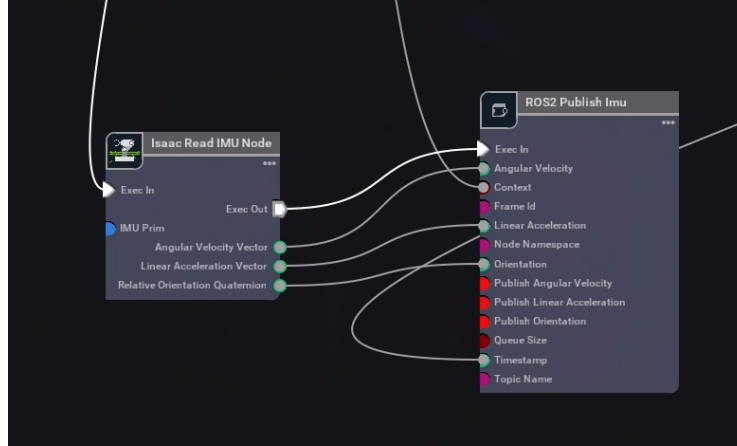 Isaac Read IMU Node
Exec In
Exec Out
IMU Prim
Angular Velocity Vector
Linear Acceleration Vector
Relative Orientation Quaternion
ROS2 Publish Imu
Exec In
Angular Velocity
Context
Frame Id
Linear Acceleration
Node Namespace
Orientation
Publish Angular Velocity
Publish Linear Acceleration
Publish Orientation
Queue Size
Timestamp
Topic Name